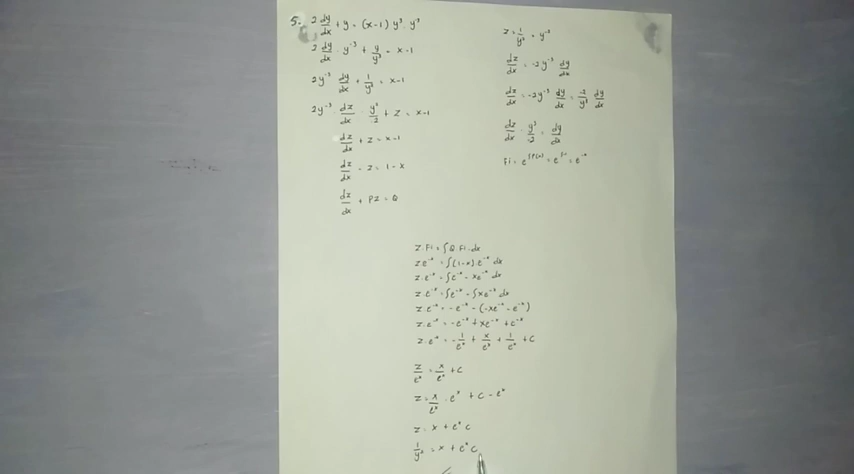 5. 2 dy/dx + y = (x-1) y³ : y³
2 dy/dx · y⁻³ + y/y³ = x-1
2y⁻³ dy/dx + 1/y² = x-1
2y⁻³ · dz/dx y³/2 + z = x-1
dz/dx + z = x-1
dz/dx - z = 1-x
dz/dx + Pz = Q
z = 1/y² = y⁻²
dz/dx = -2y⁻³ dy/dx
dz/dx = -2y⁻³ dy/dx = 2/y³ dy/dx
dz/dx · y³/2 = dy/dx
Fi = e^∫P(x) = e^∫- = e⁻ˣ
z·Fi = ∫Q·Fi·dx
z e⁻ˣ = ∫(1-x)·e⁻ˣ dx
z·e⁻ˣ = ∫e⁻ˣ - xe⁻ˣ dx
z·e⁻ˣ = ∫e⁻ˣ - ∫xe⁻ˣ dx
z·e⁻ˣ = -e⁻ˣ - (-xe⁻ˣ - e⁻ˣ)
z·e⁻ˣ = -e⁻ˣ + xe⁻ˣ + e⁻ˣ
z·e⁻ˣ = -1/eˣ + x/eˣ + 1/eˣ + C
z/eˣ = x/eˣ + C
z = x/eˣ · eˣ + C - eˣ
z = x + eˣ C
1/y² = x + eˣ C